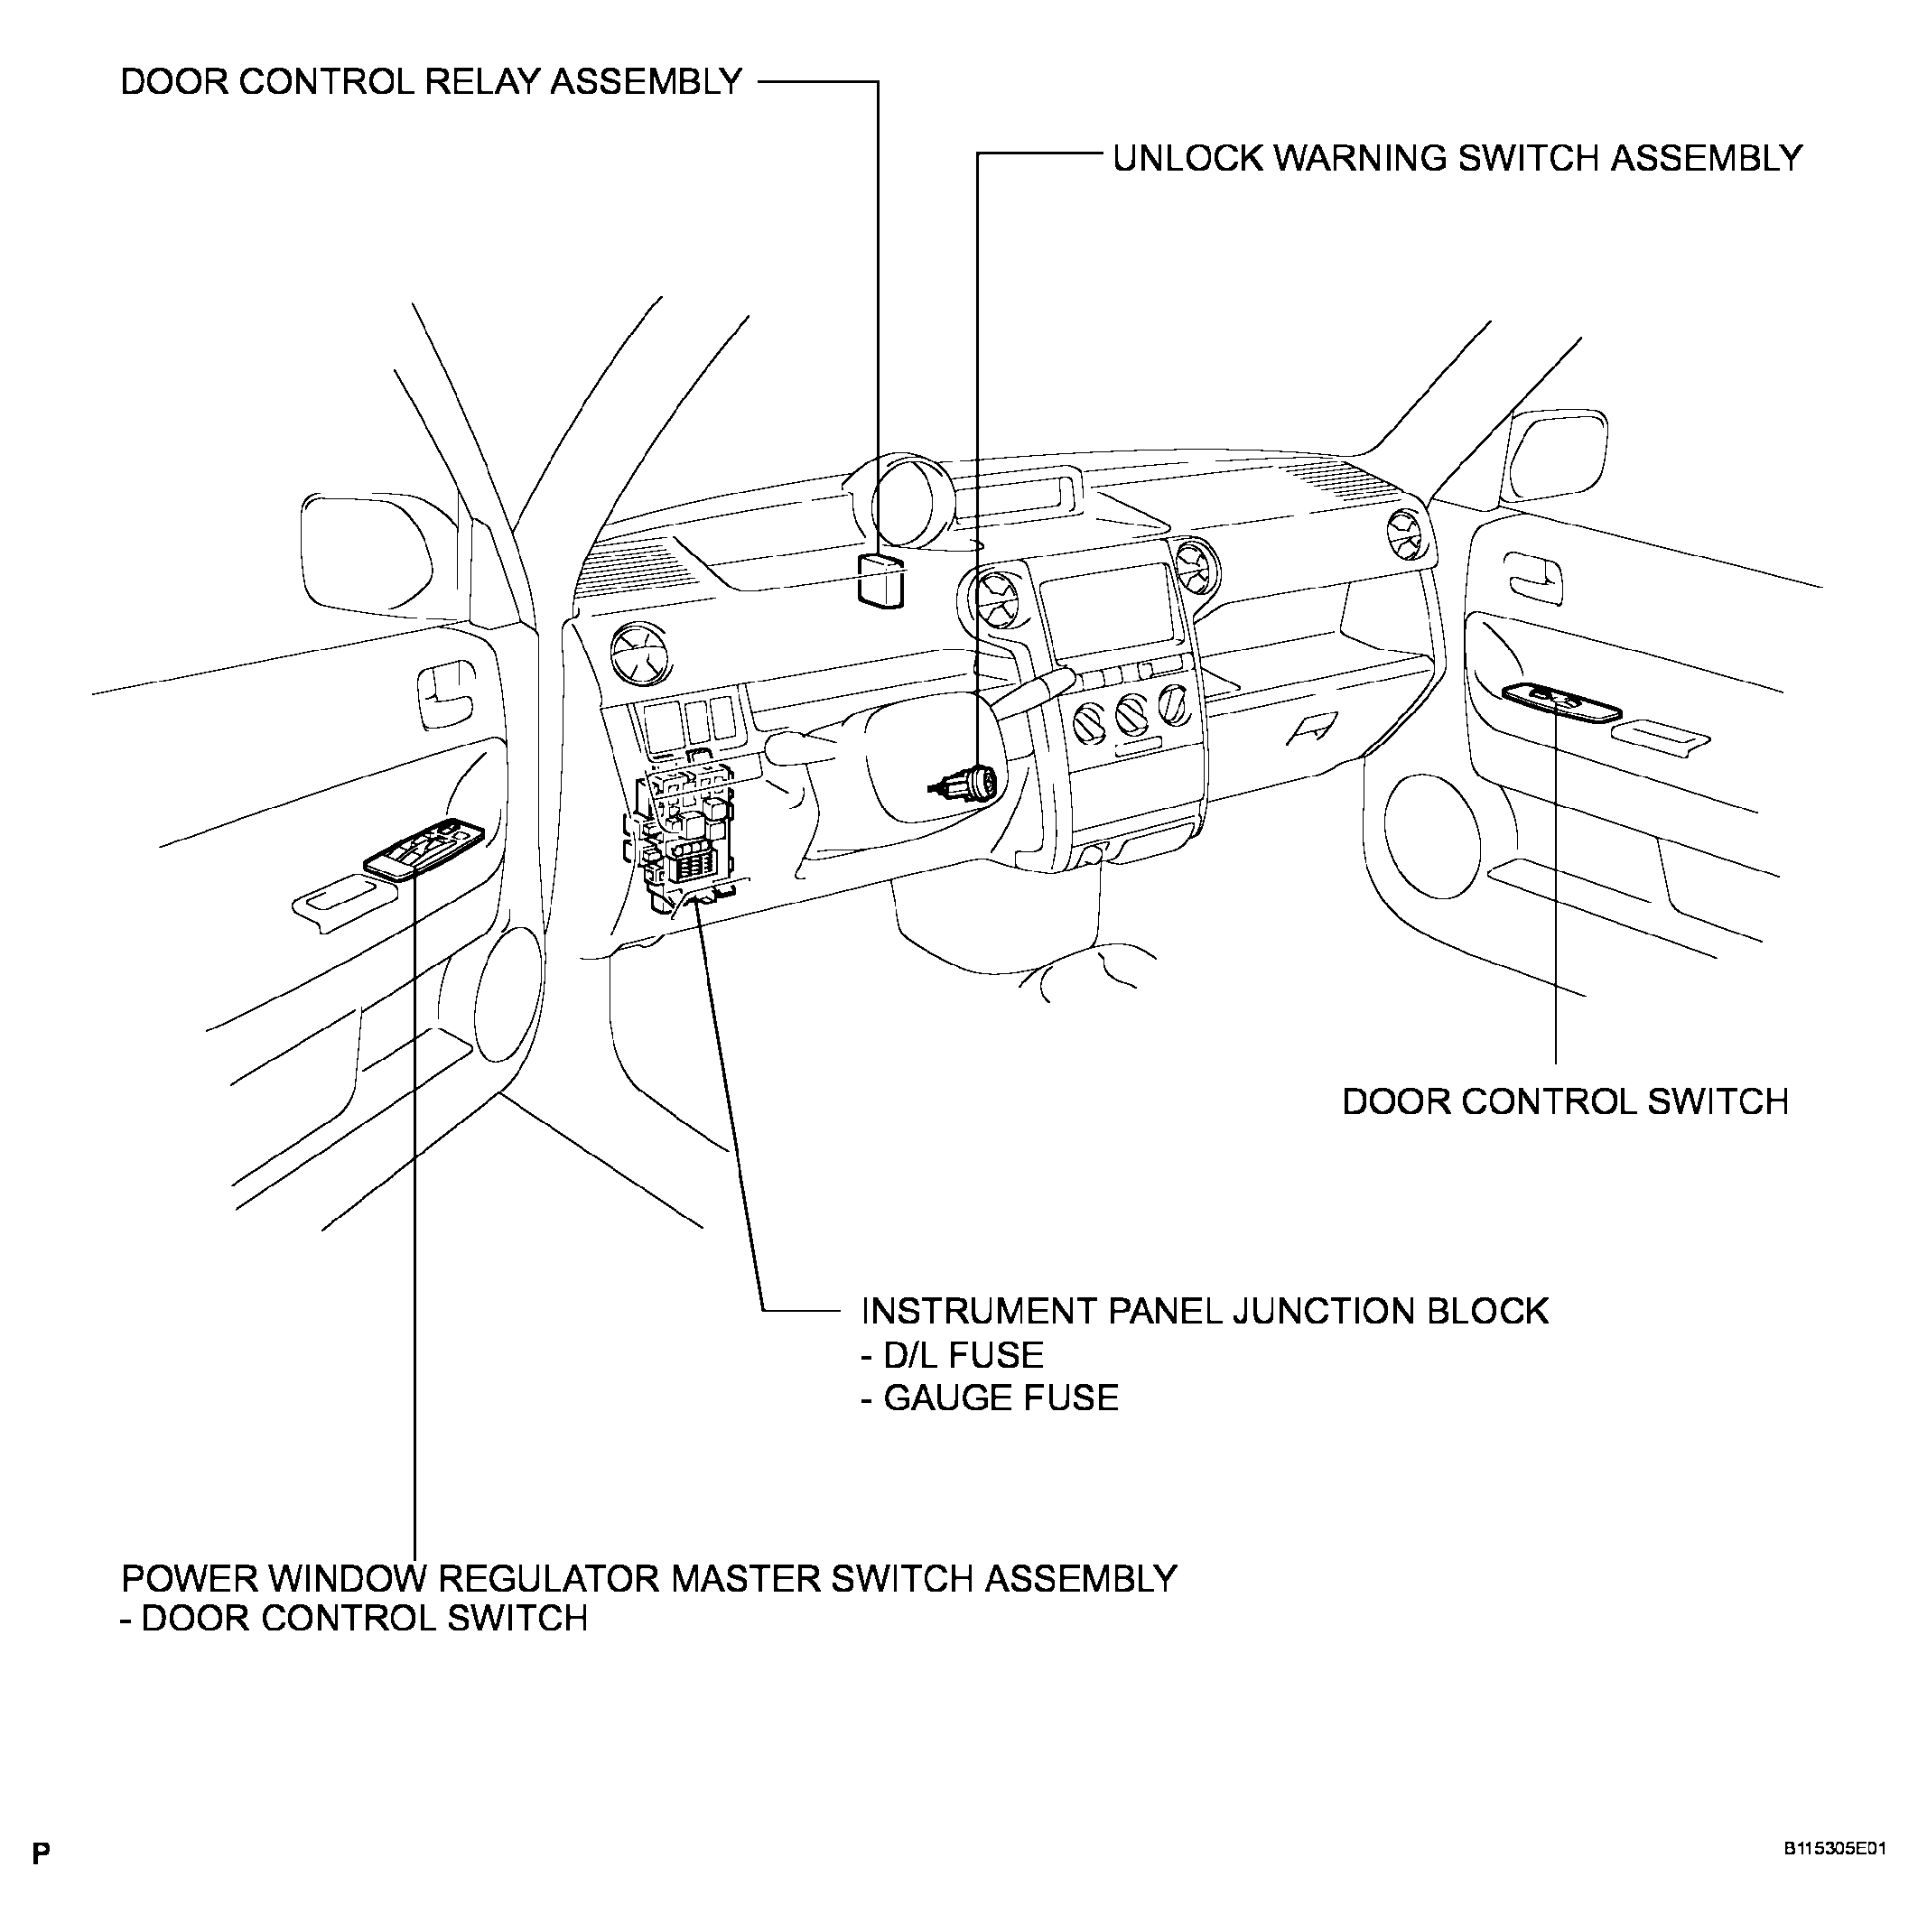 DOOR CONTROL RELAY ASSEMBLY
UNLOCK WARNING SWITCH ASSEMBLY
DOOR CONTROL SWITCH
INSTRUMENT PANEL JUNCTION BLOCK
- D/L FUSE
- GAUGE FUSE
POWER WINDOW REGULATOR MASTER SWITCH ASSEMBLY
- DOOR CONTROL SWITCH
P
B115305E01